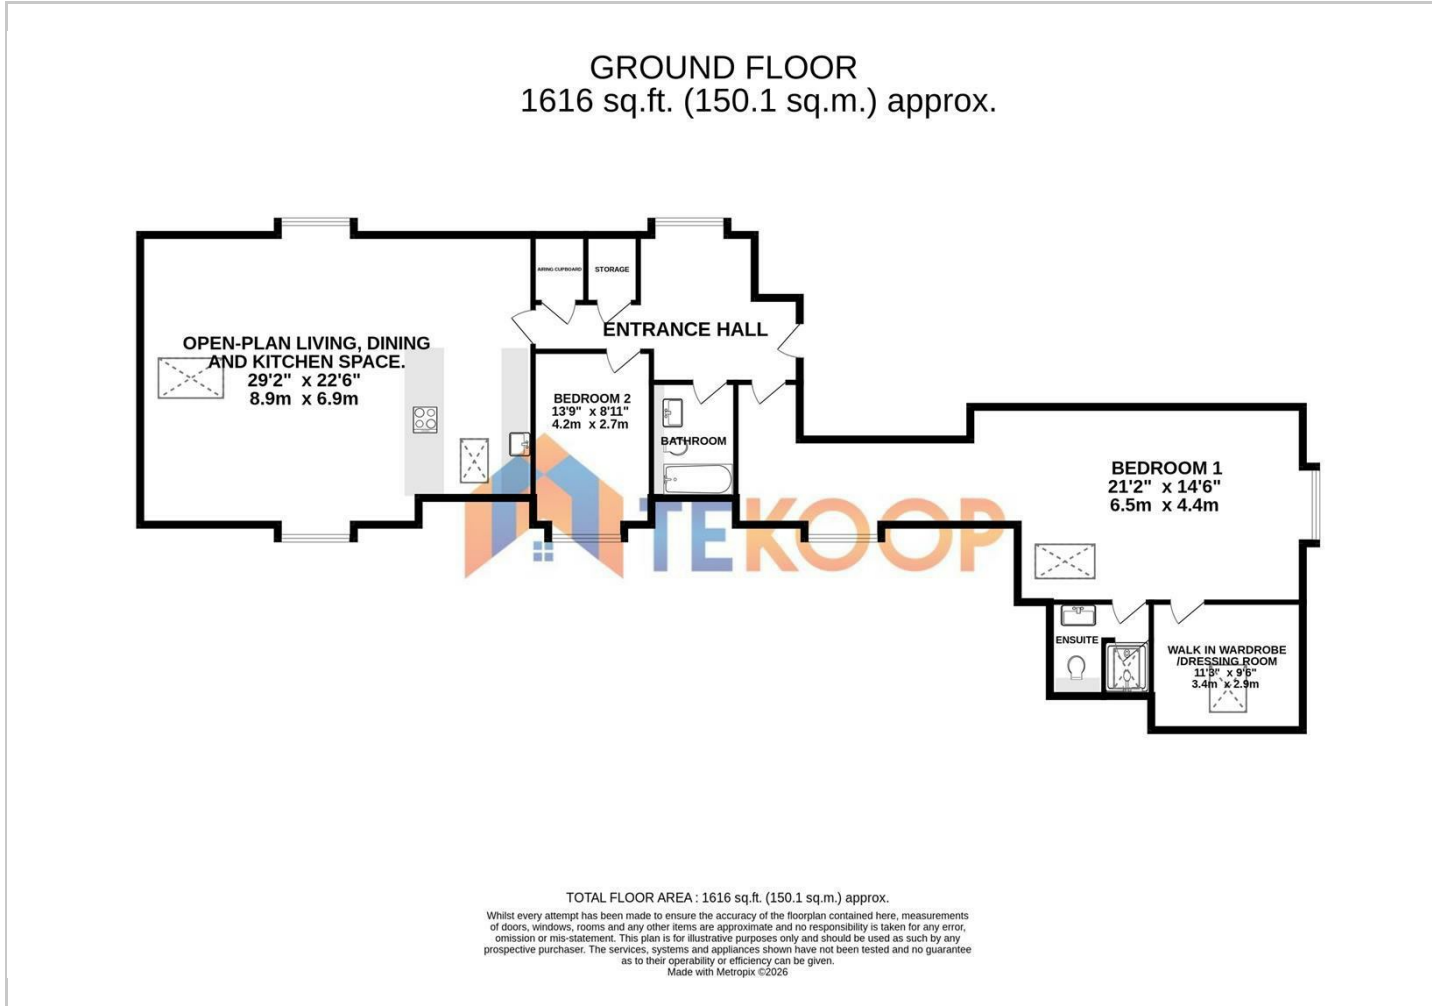 GROUND FLOOR
1616 sq.ft. (150.1 sq.m.) approx.
AIRING CUPBOARD
STORAGE
ENTRANCE HALL
OPEN-PLAN LIVING, DINING
AND KITCHEN SPACE.
29'2" x 22'6"
8.9m x 6.9m
BEDROOM 2
13'9" x 8'11"
4.2m x 2.7m
BATHROOM
BEDROOM 1
21'2" x 14'6"
6.5m x 4.4m
TEKOOP
ENSUITE
WALK IN WARDROBE
/DRESSING ROOM
11'3" x 9'6"
3.4m x 2.9m
TOTAL FLOOR AREA : 1616 sq.ft. (150.1 sq.m.) approx.
Whilst every attempt has been made to ensure the accuracy of the floorplan contained here, measurements
of doors, windows, rooms and any other items are approximate and no responsibility is taken for any error,
omission or mis-statement. This plan is for illustrative purposes only and should be used as such by any
prospective purchaser. The services, systems and appliances shown have not been tested and no guarantee
as to their operability or efficiency can be given.
Made with Metropix ©2026